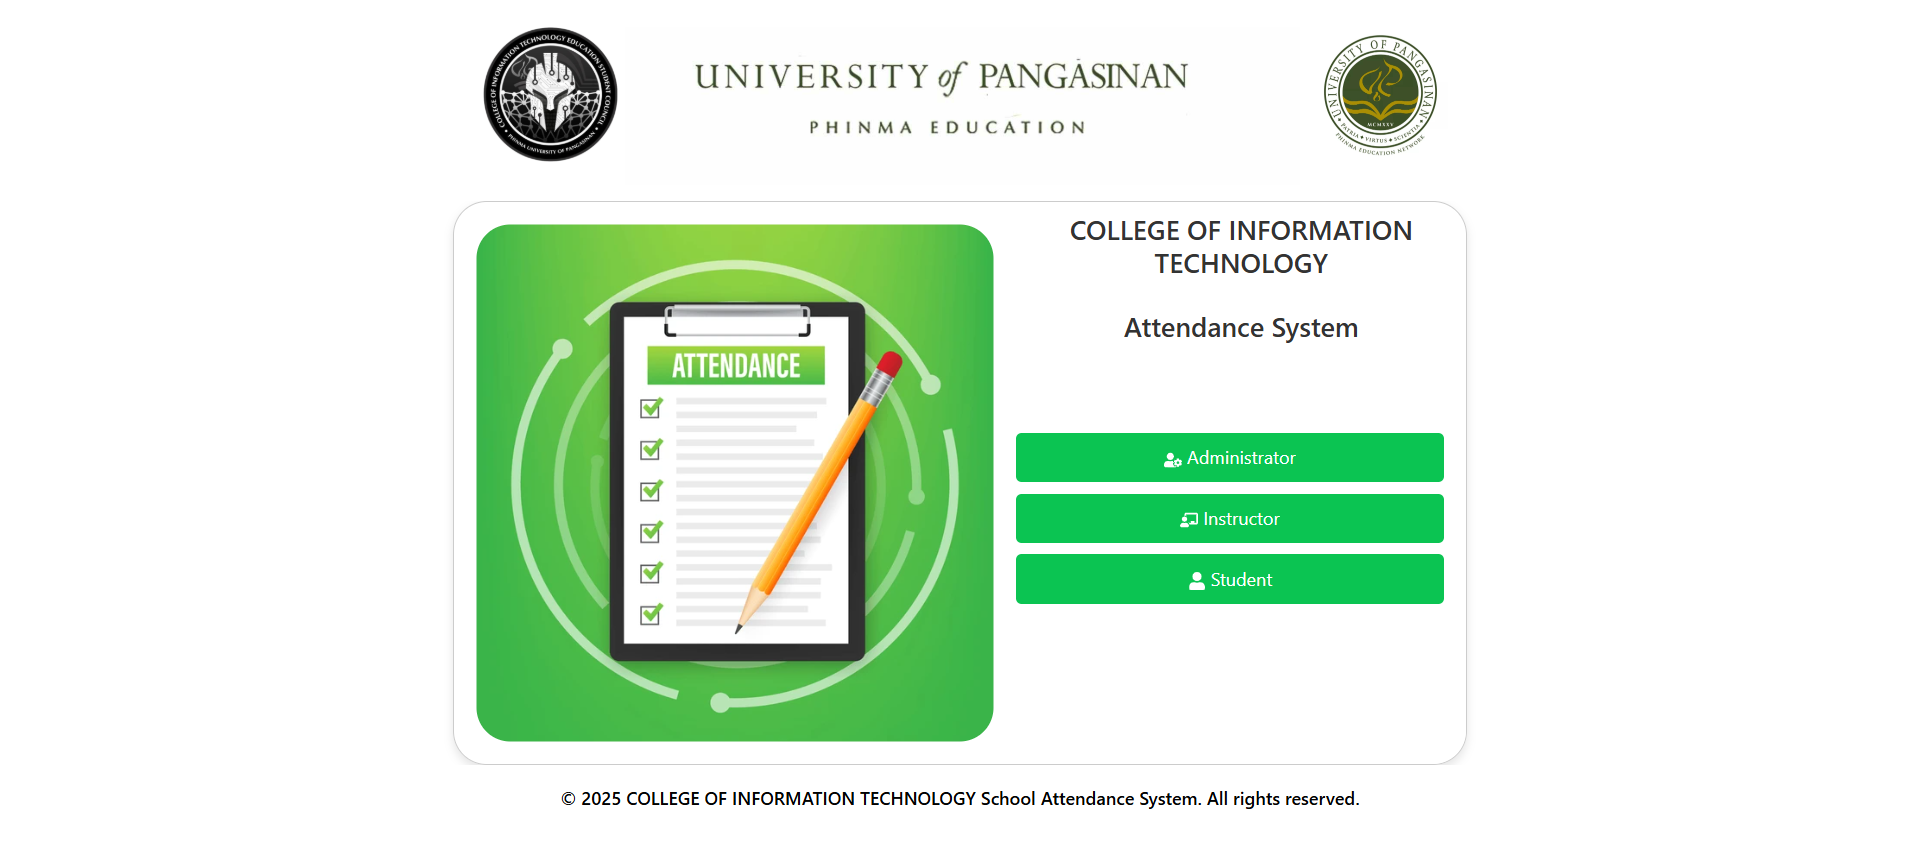 COLLEGE OF INFORMATION TECHNOLOGY EDUCATION STUDENT COUNCIL
• PHINMA UNIVERSITY OF PANGASINAN •
UNIVERSITY of PANGASINAN
PHINMA EDUCATION
UNIVERSITY OF PANGASINAN
MCMXXV
• PATRIA • VIRTUS • SCIENTIA •
PHINMA EDUCATION NETWORK
ATTENDANCE
COLLEGE OF INFORMATION
TECHNOLOGY
Attendance System
Administrator
Instructor
Student
© 2025 COLLEGE OF INFORMATION TECHNOLOGY School Attendance System. All rights reserved.